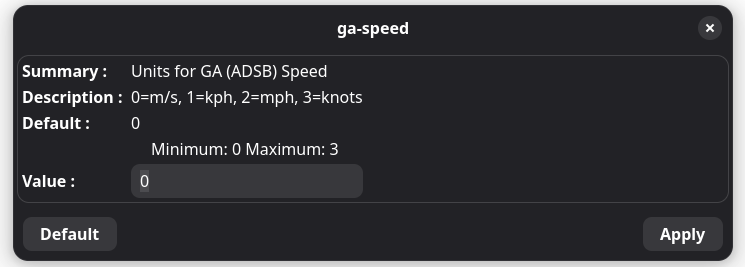 ga-speed
Summary : Units for GA (ADSB) Speed
Description : 0=m/s, 1=kph, 2=mph, 3=knots
Default : 0
Minimum: 0 Maximum: 3
Value : 0
Default Apply